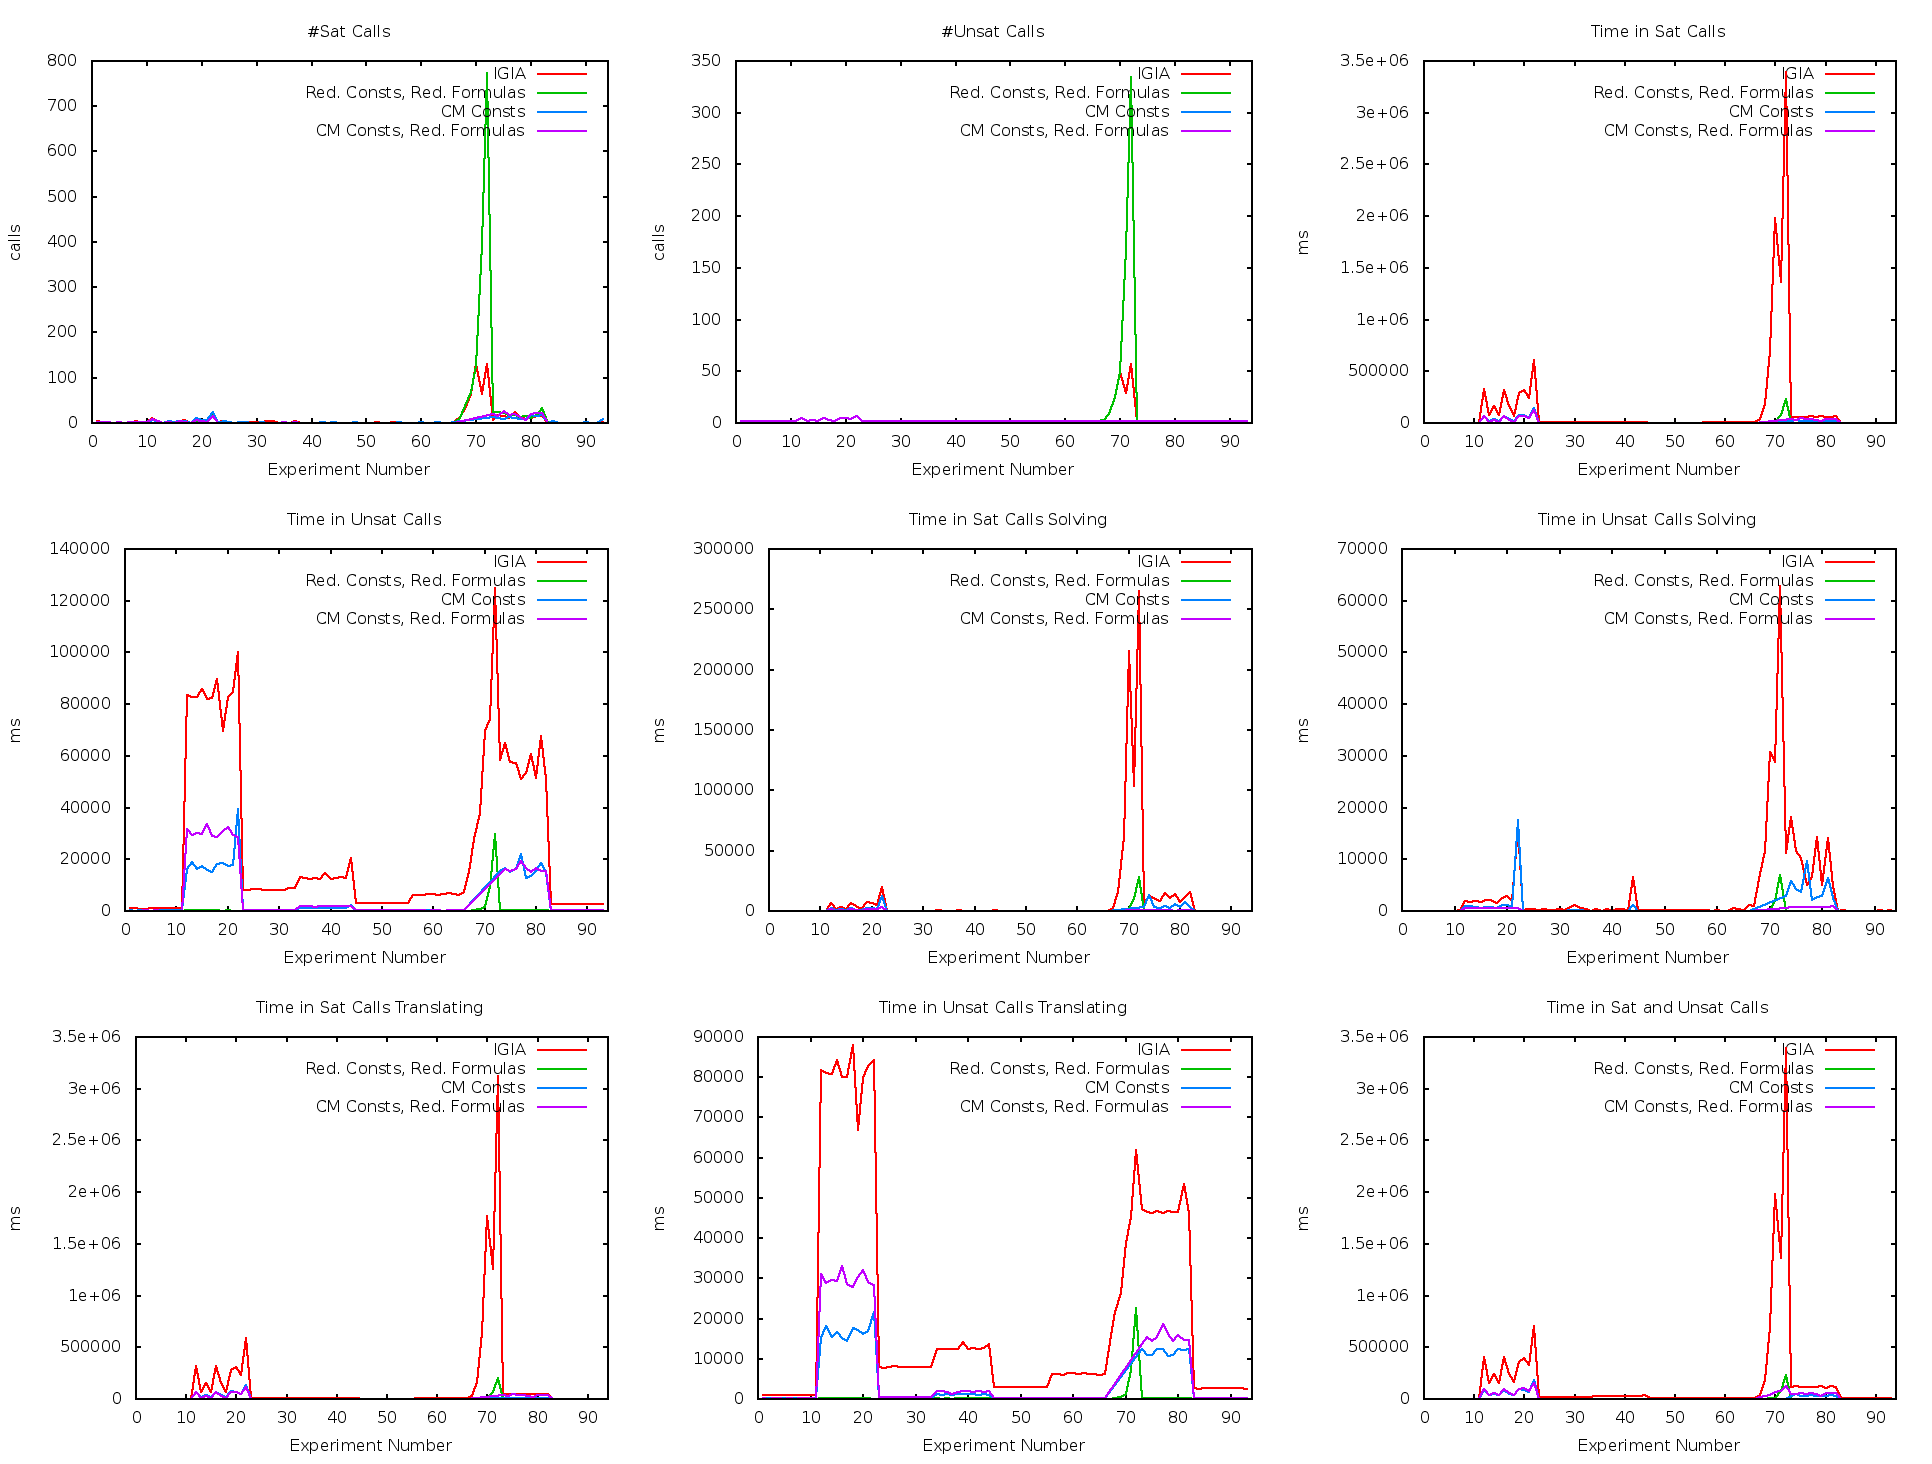 #Sat Calls
800
700
600
500
400
300
200
100
0
calls
IGIA
Red. Consts, Red. Formulas
CM Consts
CM Consts, Red. Formulas
0 10 20 30 40 50 60 70 80 90
Experiment Number
#Unsat Calls
350
300
250
200
150
100
50
0
calls
IGIA
Red. Consts, Red. Formulas
CM Consts
CM Consts, Red. Formulas
0 10 20 30 40 50 60 70 80 90
Experiment Number
Time in Sat Calls
3.5e+06
3e+06
2.5e+06
2e+06
1.5e+06
1e+06
500000
0
ms
IGIA
Red. Consts, Red. Formulas
CM Consts
CM Consts, Red. Formulas
0 10 20 30 40 50 60 70 80 90
Experiment Number
Time in Unsat Calls
140000
120000
100000
80000
60000
40000
20000
0
ms
IGIA
Red. Consts, Red. Formulas
CM Consts
CM Consts, Red. Formulas
0 10 20 30 40 50 60 70 80 90
Experiment Number
Time in Sat Calls Solving
300000
250000
200000
150000
100000
50000
0
ms
IGIA
Red. Consts, Red. Formulas
CM Consts
CM Consts, Red. Formulas
0 10 20 30 40 50 60 70 80 90
Experiment Number
Time in Unsat Calls Solving
70000
60000
50000
40000
30000
20000
10000
0
ms
IGIA
Red. Consts, Red. Formulas
CM Consts
CM Consts, Red. Formulas
0 10 20 30 40 50 60 70 80 90
Experiment Number
Time in Sat Calls Translating
3.5e+06
3e+06
2.5e+06
2e+06
1.5e+06
1e+06
500000
0
ms
IGIA
Red. Consts, Red. Formulas
CM Consts
CM Consts, Red. Formulas
0 10 20 30 40 50 60 70 80 90
Experiment Number
Time in Unsat Calls Translating
90000
80000
70000
60000
50000
40000
30000
20000
10000
0
ms
IGIA
Red. Consts, Red. Formulas
CM Consts
CM Consts, Red. Formulas
0 10 20 30 40 50 60 70 80 90
Experiment Number
Time in Sat and Unsat Calls
3.5e+06
3e+06
2.5e+06
2e+06
1.5e+06
1e+06
500000
0
ms
IGIA
Red. Consts, Red. Formulas
CM Consts
CM Consts, Red. Formulas
0 10 20 30 40 50 60 70 80 90
Experiment Number